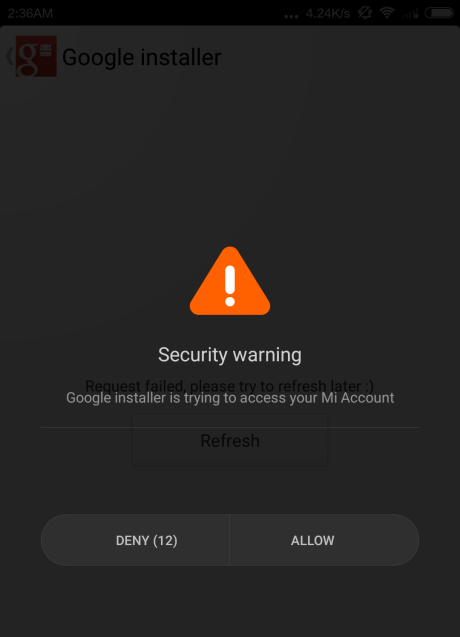 2:36AM ... 4.24K/s
Google installer
Security warning
Request failed, please try to refresh later :)
Google installer is trying to access your Mi Account
Refresh
DENY (12) ALLOW